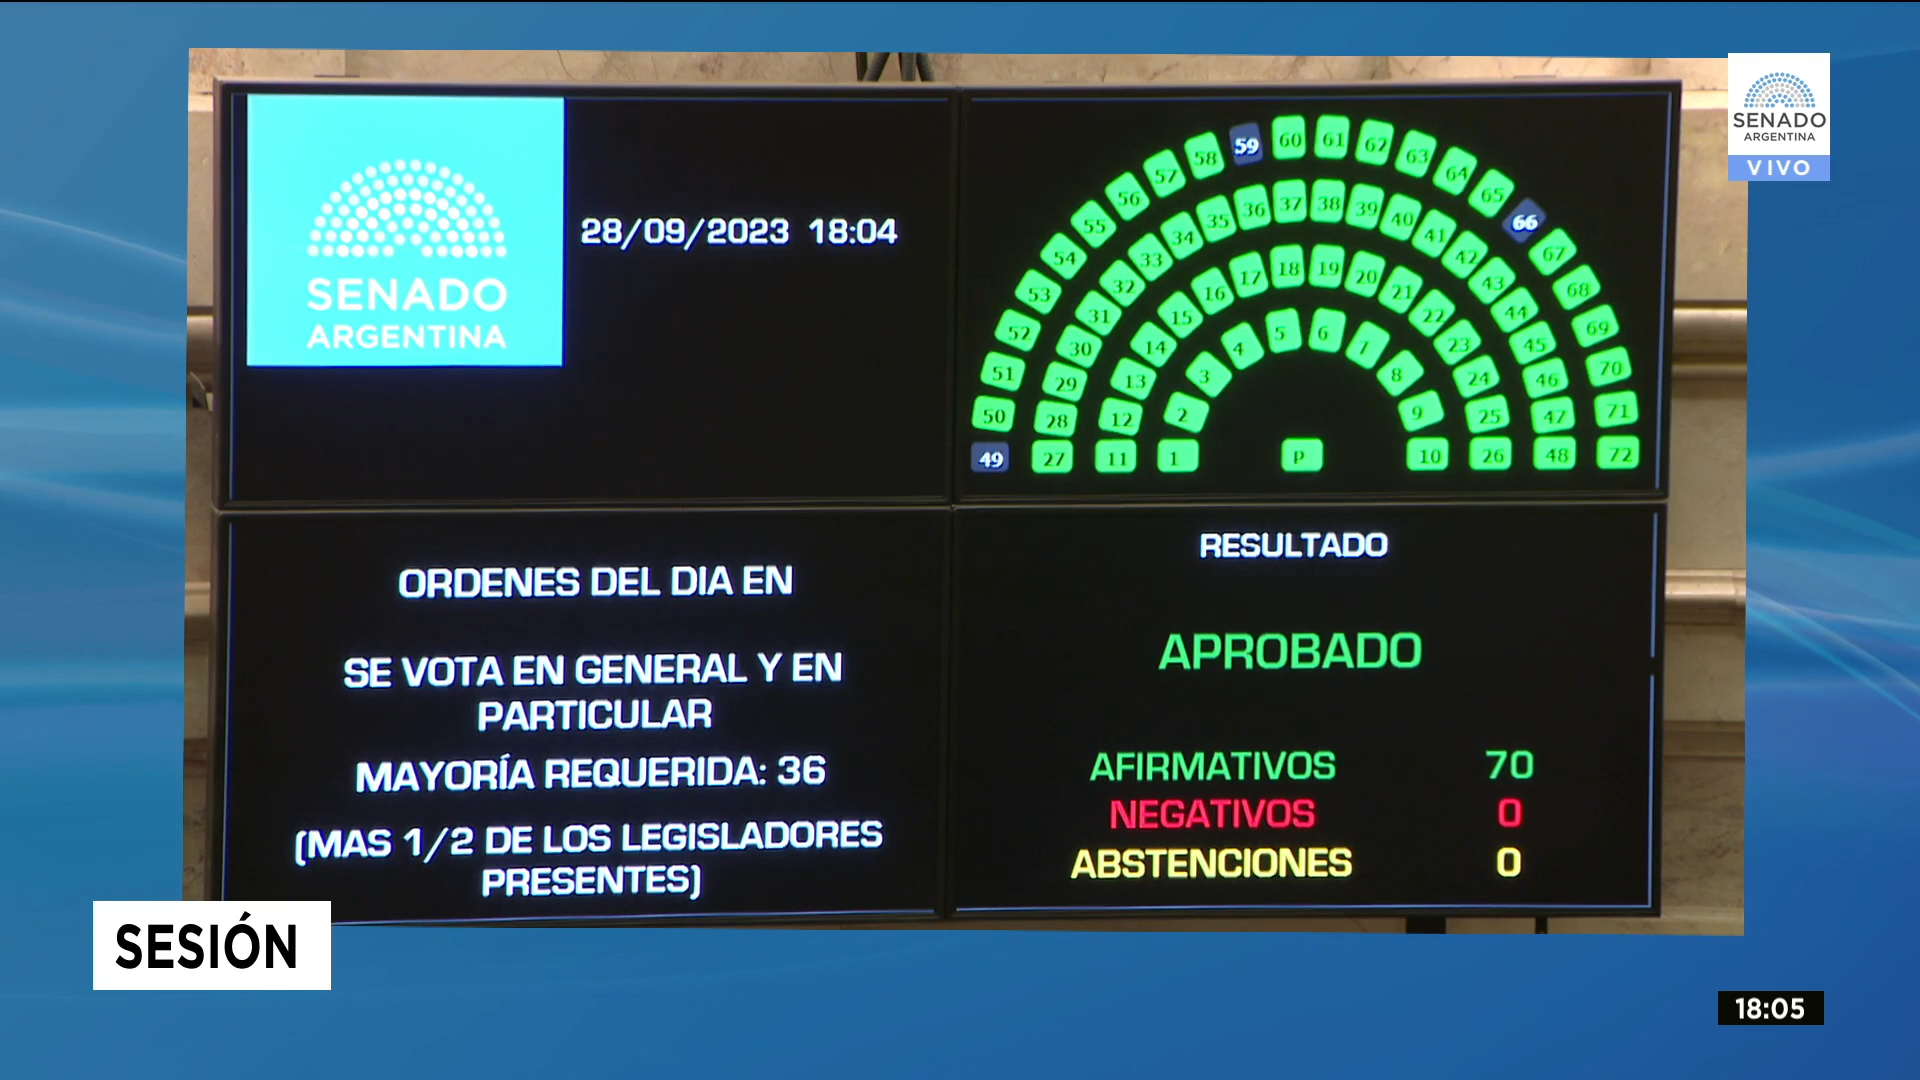 SENADO
ARGENTINA
28/09/2023 18:04
59 60 61 62 63 64 65 66 67 68 69 70 71 72
58 57 56 55 54 53 52 51 50 49
36 37 38 39 40 41 42 43 44 45 46 47 48
35 34 33 32 31 30 29 28 27
17 18 19 20 21 22 23 24 25 26
16 15 14 13 12 11
5 6 7 8 9 10
4 3 2 1
P
ORDENES DEL DIA EN
SE VOTA EN GENERAL Y EN
PARTICULAR
MAYORÍA REQUERIDA: 36
(MAS 1/2 DE LOS LEGISLADORES
PRESENTES)
RESULTADO
APROBADO
AFIRMATIVOS 70
NEGATIVOS 0
ABSTENCIONES 0
SENADO
ARGENTINA
VIVO
SESIÓN
18:05